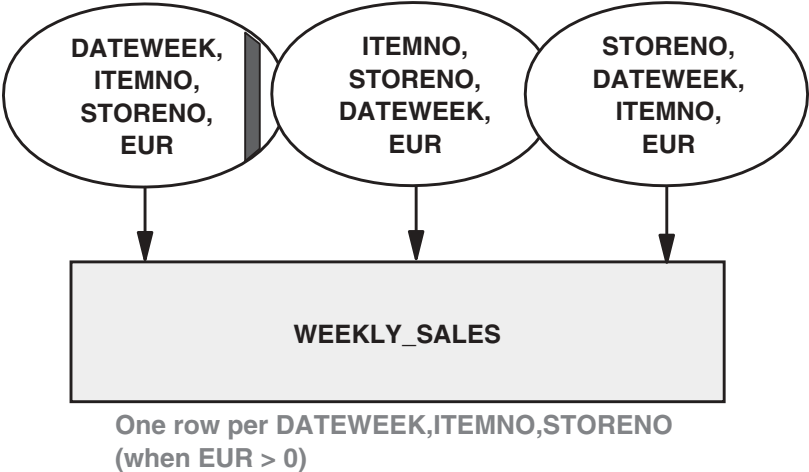 DATEWEEK,
ITEMNO,
STORENO,
EUR
ITEMNO,
STORENO,
DATEWEEK,
EUR
STORENO,
DATEWEEK,
ITEMNO,
EUR
WEEKLY_SALES
One row per DATEWEEK,ITEMNO,STORENO
(when EUR > 0)